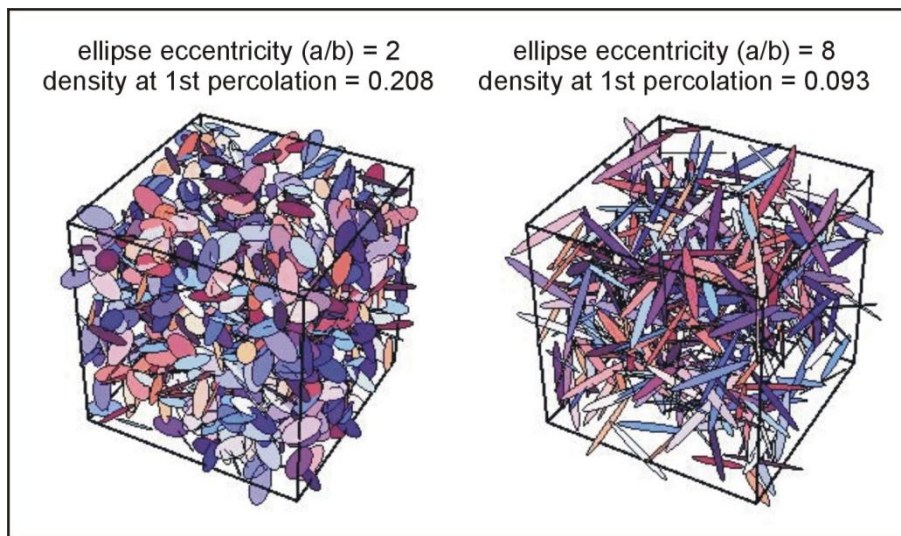 ellipse eccentricity (a/b) = 2
density at 1st percolation = 0.208
ellipse eccentricity (a/b) = 8
density at 1st percolation = 0.093